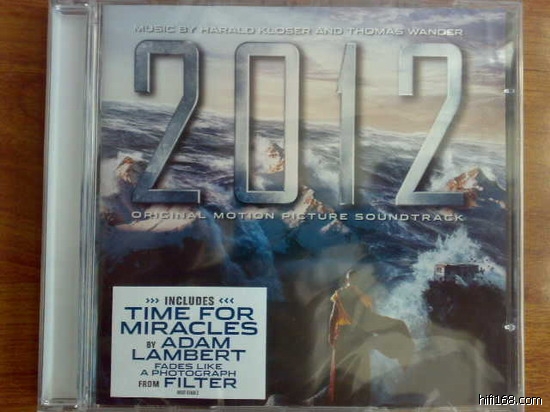 MUSIC BY HARALD KLOSER AND THOMAS WANDER
2012
ORIGINAL MOTION PICTURE SOUNDTRACK
>>> INCLUDES <<<
TIME FOR
MIRACLES
BY ADAM
LAMBERT
FADES LIKE
A PHOTOGRAPH
FROM FILTER
hifi168.com